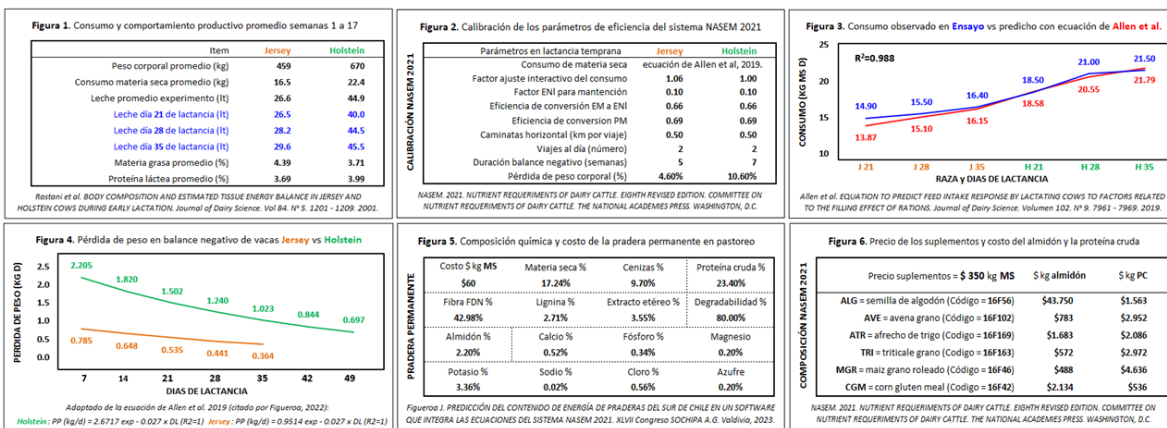 Figura 1. Consumo y comportamiento productivo promedio semanas 1 a 17
Item Jersey Holstein
Peso corporal promedio (kg) 459 670
Consumo materia seca promedio (kg) 16.5 22.4
Leche promedio experimento (lt) 26.6 44.9
Leche día 21 de lactancia (lt) 26.5 40.0
Leche día 28 de lactancia (lt) 28.2 44.5
Leche día 35 de lactancia (lt) 29.6 45.5
Materia grasa promedio (%) 4.39 3.71
Proteína láctea promedio (%) 3.69 3.99
Rastani et al. BODY COMPOSITION AND ESTIMATED TISSUE ENERGY BALANCE IN JERSEY AND
HOLSTEIN COWS DURING EARLY LACTATION. Journal of Dairy Science. Vol 84. N° 5. 1201 - 1209. 2001.
Figura 2. Calibración de los parámetros de eficiencia del sistema NASEM 2021
CALIBRACIÓN NASEM 2021
Parámetros en lactancia temprana Jersey Holstein
Consumo de materia seca ecuación de Allen et al, 2019.
Factor ajuste interactivo del consumo 1.06 1.00
Factor ENl para mantención 0.10 0.10
Eficiencia de conversión EM a ENl 0.66 0.66
Eficiencia de conversion PM 0.69 0.69
Caminatas horizontal (km por viaje) 0.50 0.50
Viajes al día (número) 2 2
Duración balance negativo (semanas) 5 7
Pérdida de peso corporal (%) 4.60% 10.60%
NASEM. 2021. NUTRIENT REQUERIMENTS OF DAIRY CATTLE. EIGHTH REVISED EDITION. COMMITTEE ON
NUTRIENT REQUERIMENTS OF DAIRY CATTLE. THE NATIONAL ACADEMIES PRESS. WASHINGTON, D.C.
Figura 3. Consumo observado en Ensayo vs predicho con ecuación de Allen et al.
CONSUMO (KG MS D)
25
20
15
10
R²=0.988
14.90 15.50 16.40 18.50 21.00 21.50
13.87 15.10 16.15 18.58 20.55 21.79
J 21 J 28 J 35 H 21 H 28 H 35
RAZA y DIAS DE LACTANCIA
Allen et al. EQUATION TO PREDICT FEED INTAKE RESPONSE BY LACTATING COWS TO FACTORS RELATED
TO THE FILLING EFFECT OF RATIONS. Journal of Dairy Science. Volumen 102. N° 9. 7961 - 7969. 2019.
Figura 4. Pérdida de peso en balance negativo de vacas Jersey vs Holstein
PERDIDA DE PESO (KG D)
2.5
2.0
1.5
1.0
0.5
0.0
2.205 1.820 1.502 1.240 1.023 0.844 0.697
0.785 0.648 0.535 0.441 0.364
7 14 21 28 35 42 49
DIAS DE LACTANCIA
Adaptado de la ecuación de Allen et al. 2019 (citado por Figueroa, 2022):
Holstein: PP (kg/d) = 2.6717 exp - 0.027 x DL (R2=1) Jersey: PP (kg/d) = 0.9514 exp - 0.027 x DL (R2=1)
Figura 5. Composición química y costo de la pradera permanente en pastoreo
PRADERA PERMANENTE
Costo $ kg MS Materia seca % Cenizas % Proteína cruda %
$60 17.24% 9.70% 23.40%
Fibra FDN % Lignina % Extracto etéreo % Degradabilidad %
42.98% 2.71% 3.55% 80.00%
Almidón % Calcio % Fósforo % Magnesio
2.20% 0.52% 0.34% 0.20%
Potasio % Sodio % Cloro % Azufre
3.36% 0.02% 0.56% 0.20%
Figueroa J. PREDICCIÓN DEL CONTENIDO DE ENERGÍA DE PRADERAS DEL SUR DE CHILE EN UN SOFTWARE
QUE INTEGRA LAS ECUACIONES DEL SISTEMA NASEM 2021. XLVII Congreso SOCHIPA A.G. Valdivia, 2023.
Figura 6. Precio de los suplementos y costo del almidón y la proteína cruda
COMPOSICIÓN NASEM 2021
Precio suplementos = $ 350 kg MS $ kg almidón $ kg PC
ALG = semilla de algodón (Código = 16F56) $43.750 $1.563
AVE = avena grano (Código = 16F102) $783 $2.952
ATR = afrecho de trigo (Codigo = 16F169) $1.683 $2.086
TRI = triticale grano (Código = 16F163) $572 $2.972
MGR = maiz grano roleado (Codigo = 16F46) $488 $4.636
CGM = corn gluten meal (Codigo = 16F42) $2.134 $536
NASEM. 2021. NUTRIENT REQUERIMENTS OF DAIRY CATTLE. EIGHTH REVISED EDITION. COMMITTEE ON
NUTRIENT REQUERIMENTS OF DAIRY CATTLE. THE NATIONAL ACADEMIES PRESS. WASHINGTON, D.C